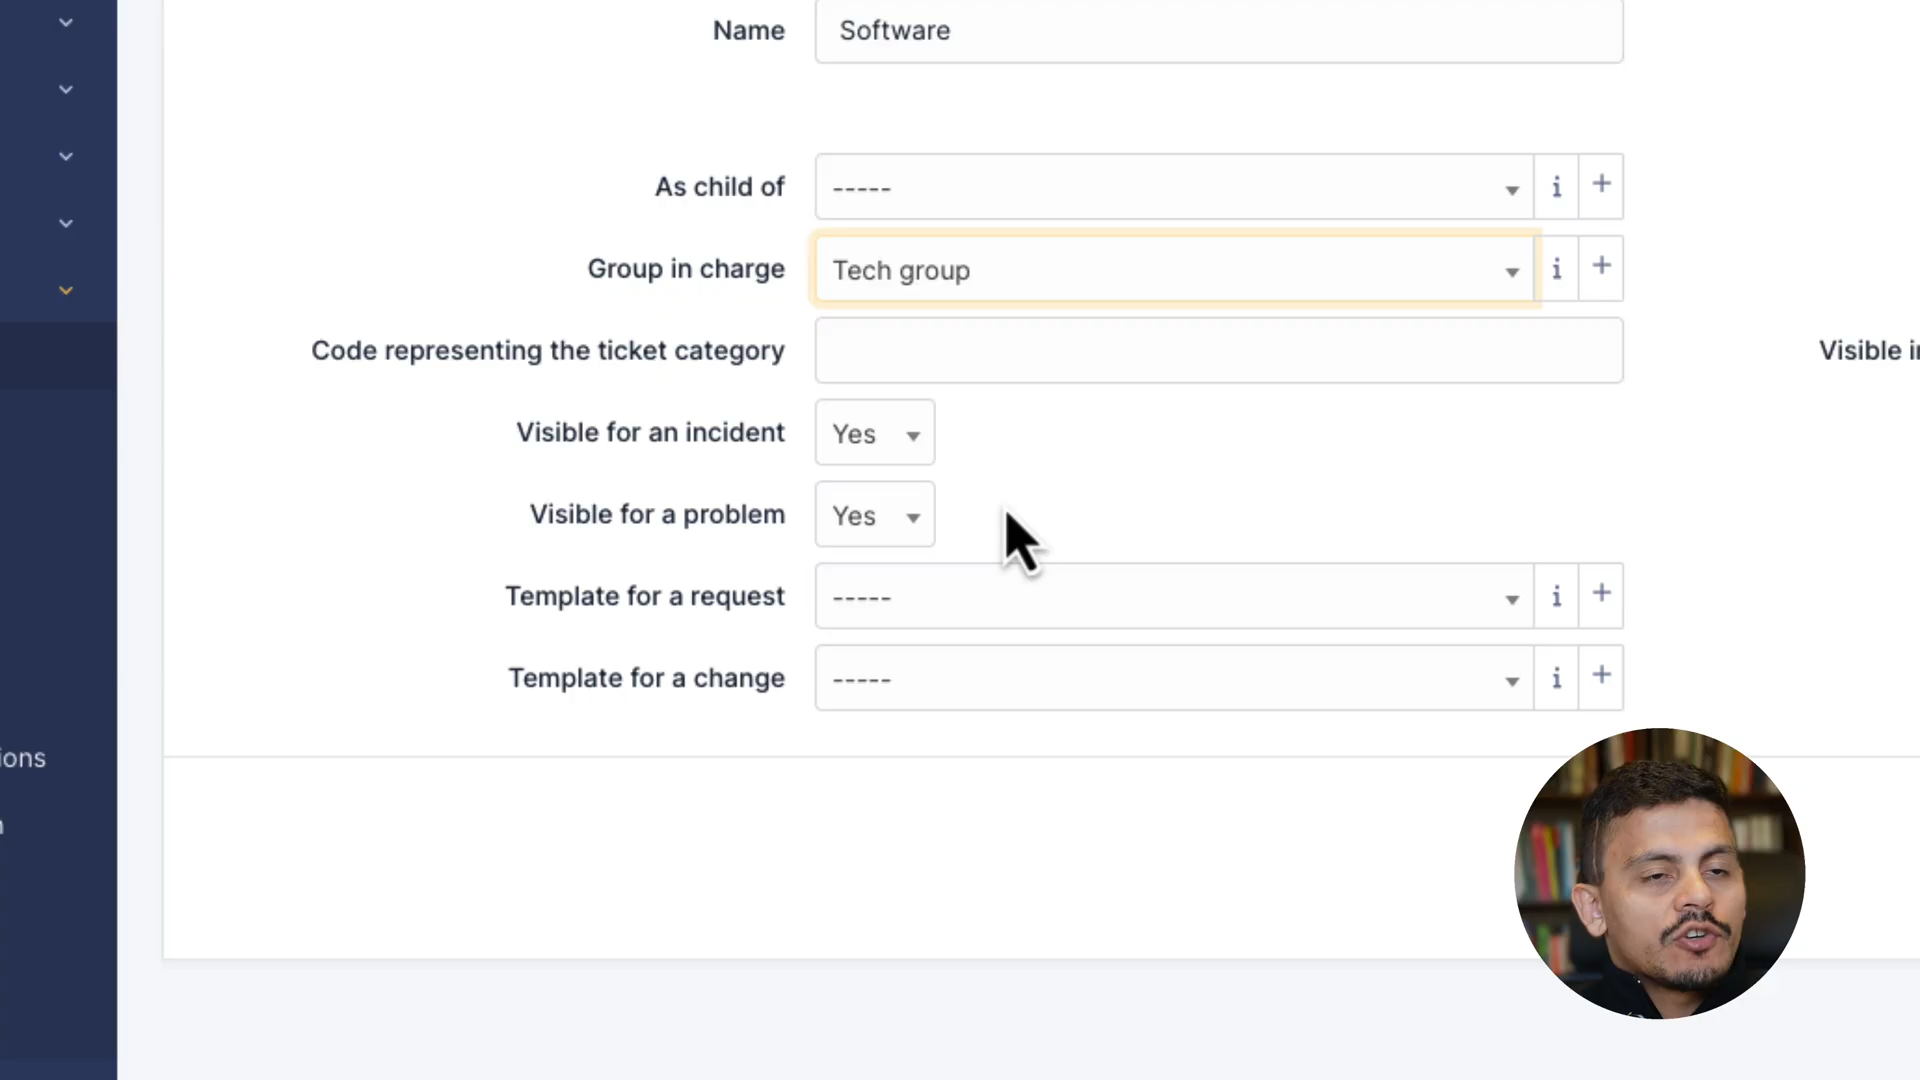 Name Software
As child of ----- i +
Group in charge Tech group i +
Code representing the ticket category Visible
Visible for an incident Yes
Visible for a problem Yes
Template for a request ----- i +
Template for a change ----- i +
ions